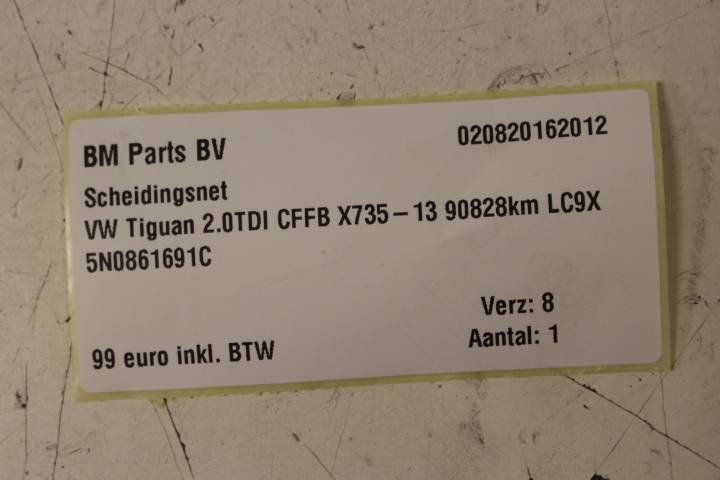 BM Parts BV 020820162012
Scheidingsnet
VW Tiguan 2.0TDI CFFB X735-13 90828km LC9X
5N0861691C
Verz: 8
99 euro inkl. BTW Aantal: 1